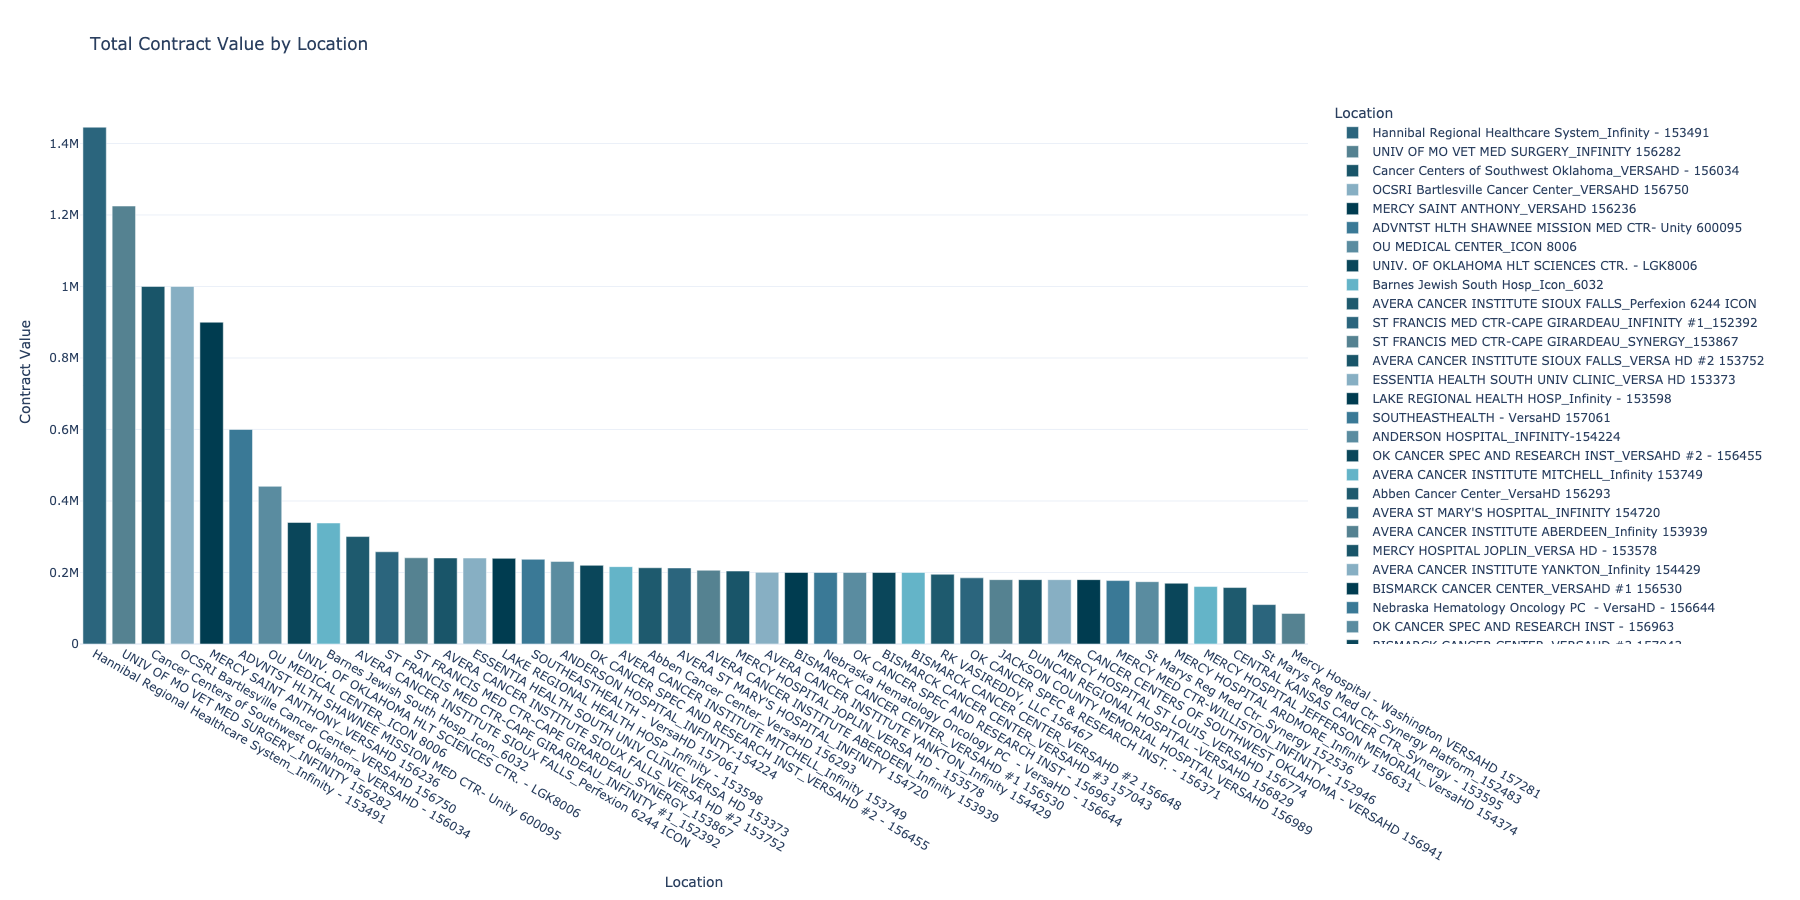 Total Contract Value by Location
Contract Value
1.4M
1.2M
1M
0.8M
0.6M
0.4M
0.2M
0
Hannibal Regional Healthcare System_Infinity - 153491
UNIV OF MO VET MED SURGERY_INFINITY 156282
Cancer Centers of Southwest Oklahoma_VERSAHD - 156034
OCSRI Bartlesville Cancer Center_VERSAHD 156750
MERCY SAINT ANTHONY_VERSAHD 156236
ADVNTST HLTH SHAWNEE MISSION MED CTR- Unity 600095
OU MEDICAL CENTER_ICON 8006
UNIV. OF OKLAHOMA HLT SCIENCES CTR. - LGK8006
Barnes Jewish South Hosp_Icon_6032
AVERA CANCER INSTITUTE SIOUX FALLS_Perfexion 6244 ICON
ST FRANCIS MED CTR-CAPE GIRARDEAU_INFINITY #1_152392
ST FRANCIS MED CTR-CAPE GIRARDEAU_SYNERGY_153867
AVERA CANCER INSTITUTE SIOUX FALLS_VERSA HD #2 153752
ESSENTIA HEALTH SOUTH UNIV CLINIC_VERSA HD 153373
LAKE REGIONAL HEALTH HOSP_Infinity - 153598
SOUTHEASTHEALTH - VersaHD 157061
ANDERSON HOSPITAL_INFINITY-154224
OK CANCER SPEC AND RESEARCH INST_VERSAHD #2 - 156455
AVERA CANCER INSTITUTE MITCHELL_Infinity 153749
Abben Cancer Center_VersaHD 156293
AVERA ST MARY'S HOSPITAL_INFINITY 154720
AVERA CANCER INSTITUTE ABERDEEN_Infinity 153939
MERCY HOSPITAL JOPLIN_VERSA HD - 153578
AVERA CANCER INSTITUTE YANKTON_Infinity 154429
BISMARCK CANCER CENTER_VERSAHD #1 156530
Nebraska Hematology Oncology PC  - VersaHD - 156644
OK CANCER SPEC AND RESEARCH INST - 156963
BISMARCK CANCER CENTER_VERSAHD #3 157043
BISMARCK CANCER CENTER_VERSAHD #2 156648
RK VASIREDDY, LLC 156467
OK CANCER SPEC & RESEARCH INST. - 156371
JACKSON COUNTY MEMORIAL HOSPITAL VERSAHD 156989
DUNCAN REGIONAL HOSPITAL -VERSAHD 156829
MERCY HOSPITAL ST LOUIS_VERSAHD 156774
CANCER CENTERS OF SOUTHWEST OKLAHOMA - VERSAHD 156941
MERCY MED CTR-WILLISTON_INFINITY - 152946
St Marys Reg Med Ctr_Synergy 152536
MERCY HOSPITAL ARDMORE_Infinity 156631
MERCY HOSPITAL JEFFERSON MEMORIAL_VersaHD 154374
CENTRAL KANSAS CANCER CTR_Synergy - 153595
St Marys Reg Med Ctr_Synergy Platform_152483
Mercy Hospital - Washington VERSAHD 157281
Location
Location
Hannibal Regional Healthcare System_Infinity - 153491
UNIV OF MO VET MED SURGERY_INFINITY 156282
Cancer Centers of Southwest Oklahoma_VERSAHD - 156034
OCSRI Bartlesville Cancer Center_VERSAHD 156750
MERCY SAINT ANTHONY_VERSAHD 156236
ADVNTST HLTH SHAWNEE MISSION MED CTR- Unity 600095
OU MEDICAL CENTER_ICON 8006
UNIV. OF OKLAHOMA HLT SCIENCES CTR. - LGK8006
Barnes Jewish South Hosp_Icon_6032
AVERA CANCER INSTITUTE SIOUX FALLS_Perfexion 6244 ICON
ST FRANCIS MED CTR-CAPE GIRARDEAU_INFINITY #1_152392
ST FRANCIS MED CTR-CAPE GIRARDEAU_SYNERGY_153867
AVERA CANCER INSTITUTE SIOUX FALLS_VERSA HD #2 153752
ESSENTIA HEALTH SOUTH UNIV CLINIC_VERSA HD 153373
LAKE REGIONAL HEALTH HOSP_Infinity - 153598
SOUTHEASTHEALTH - VersaHD 157061
ANDERSON HOSPITAL_INFINITY-154224
OK CANCER SPEC AND RESEARCH INST_VERSAHD #2 - 156455
AVERA CANCER INSTITUTE MITCHELL_Infinity 153749
Abben Cancer Center_VersaHD 156293
AVERA ST MARY'S HOSPITAL_INFINITY 154720
AVERA CANCER INSTITUTE ABERDEEN_Infinity 153939
MERCY HOSPITAL JOPLIN_VERSA HD - 153578
AVERA CANCER INSTITUTE YANKTON_Infinity 154429
BISMARCK CANCER CENTER_VERSAHD #1 156530
Nebraska Hematology Oncology PC  - VersaHD - 156644
OK CANCER SPEC AND RESEARCH INST - 156963
BISMARCK CANCER CENTER_VERSAHD #3 157043